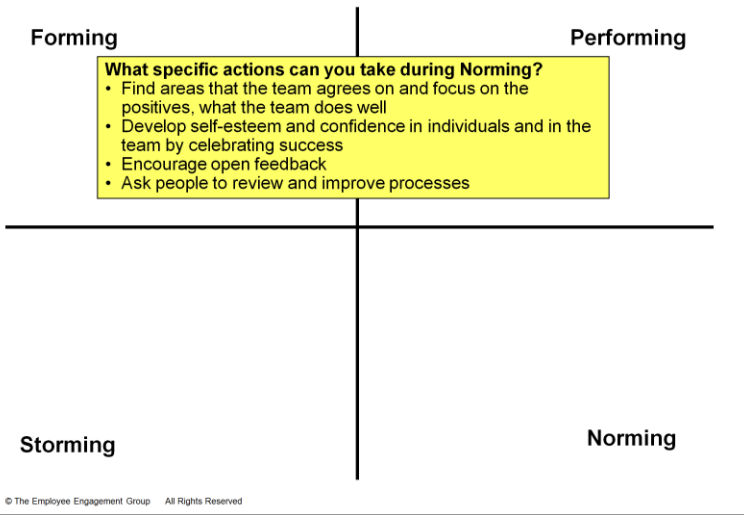 Forming
Performing
What specific actions can you take during Norming?
• Find areas that the team agrees on and focus on the
positives, what the team does well
• Develop self-esteem and confidence in individuals and in the
team by celebrating success
• Encourage open feedback
• Ask people to review and improve processes
Storming
Norming
© The Employee Engagement Group All Rights Reserved